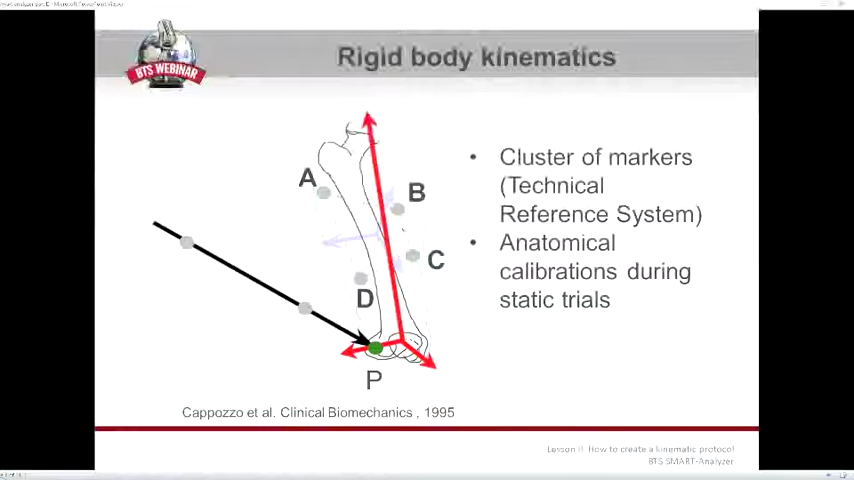 BTS WEBINAR
Rigid body kinematics
A
B
C
D
P
• Cluster of markers
(Technical
Reference System)
• Anatomical
calibrations during
static trials
Cappozzo et al. Clinical Biomechanics , 1995
Lesson II: How to create a kinematic protocol
BTS SMART-Analyzer